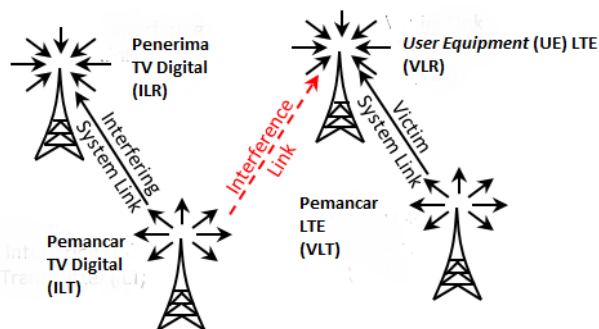 Penerima
TV Digital
(ILR)
User Equipment (UE) LTE
(VLR)
Interfering
System Link
Interference
Link
Victim
System Link
Pemancar
TV Digital
(ILT)
Pemancar
LTE
(VLT)